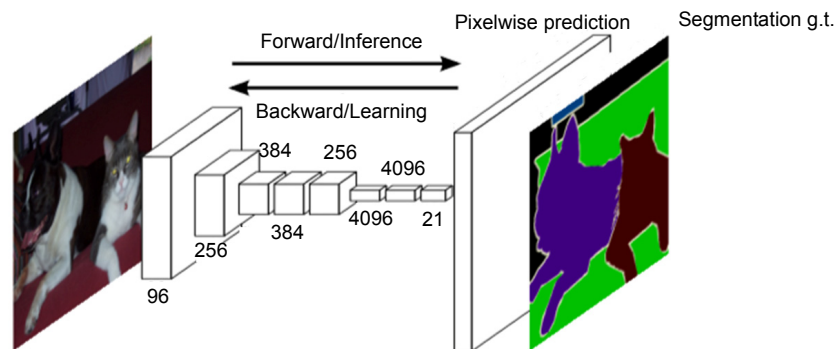 Pixelwise prediction
Segmentation g.t.
Forward/Inference
Backward/Learning
96
256
384
384
256
4096
4096
21